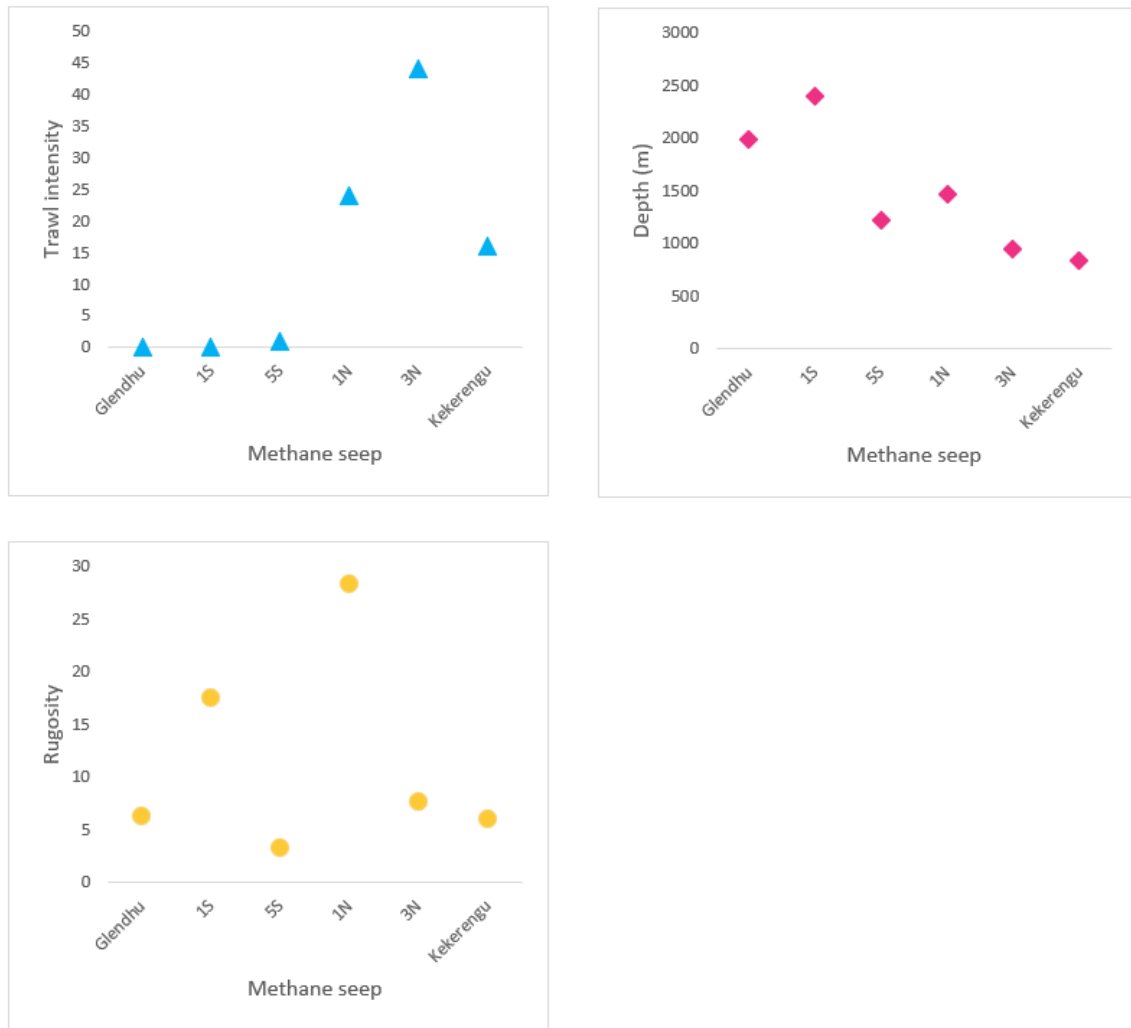 50
45
40
35
30
25
20
15
10
5
0
Trawl intensity
Glendhu
1S
5S
1N
3N
Kekerengu
Methane seep
3000
2500
2000
1500
1000
500
0
Depth (m)
Glendhu
1S
5S
1N
3N
Kekerengu
Methane seep
30
25
20
15
10
5
0
Rugosity
Glendhu
1S
5S
1N
3N
Kekerengu
Methane seep